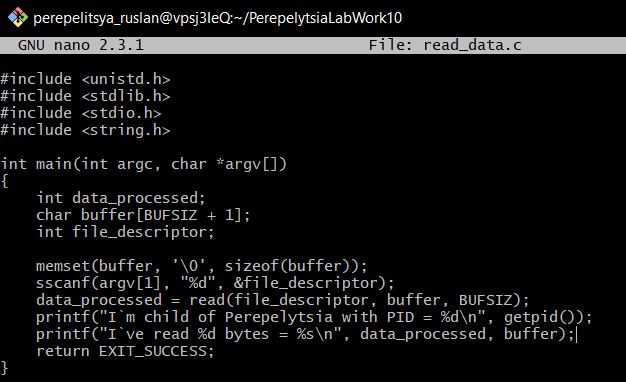 perepelitsya_ruslan@vpsj3leQ:~/PerepelytsiaLabWork10
GNU nano 2.3.1 File: read_data.c
#include <unistd.h>
#include <stdlib.h>
#include <stdio.h>
#include <string.h>
int main(int argc, char *argv[])
{
int data_processed;
char buffer[BUFSIZ + 1];
int file_descriptor;
memset(buffer, '\0', sizeof(buffer));
sscanf(argv[1], "%d", &file_descriptor);
data_processed = read(file_descriptor, buffer, BUFSIZ);
printf("I`m child of Perepelytsia with PID = %d\n", getpid());
printf("I`ve read %d bytes = %s\n", data_processed, buffer);
return EXIT_SUCCESS;
}